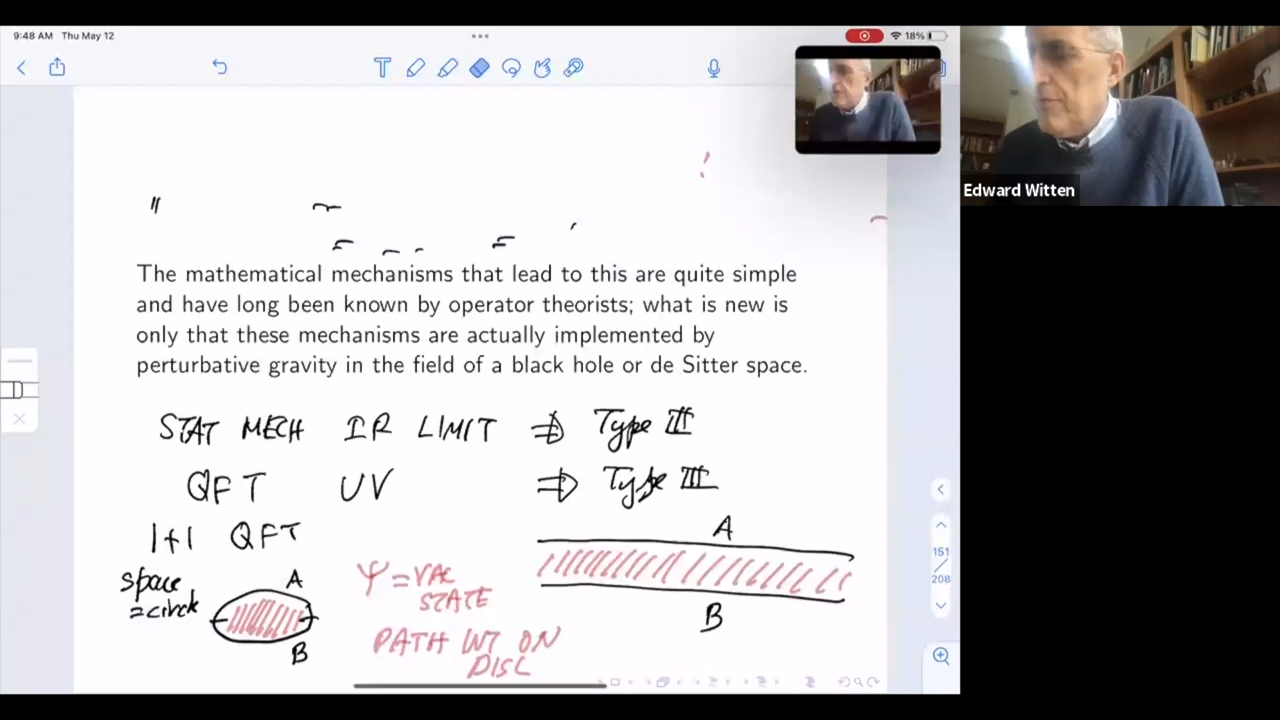 9:48 AM Thu May 12
18%
Edward Witten
The mathematical mechanisms that lead to this are quite simple
and have long been known by operator theorists; what is new is
only that these mechanisms are actually implemented by
perturbative gravity in the field of a black hole or de Sitter space.
STAT MECH IR LIMIT ⇒ Type III
QFT UV ⇒ Type III
1+1 QFT
A
space
= circle
A
B
Ψ = VAC
STATE
PATH INT ON
DISC
B
151
/
208